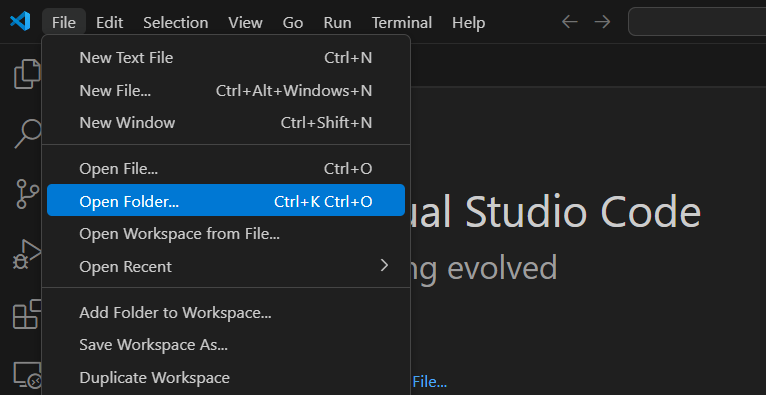 File Edit Selection View Go Run Terminal Help
New Text File Ctrl+N
New File... Ctrl+Alt+Windows+N
New Window Ctrl+Shift+N
Open File... Ctrl+O
Open Folder... Ctrl+K Ctrl+O
Open Workspace from File...
Open Recent
Add Folder to Workspace...
Save Workspace As...
Duplicate Workspace
ual Studio Code
ng evolved
File...